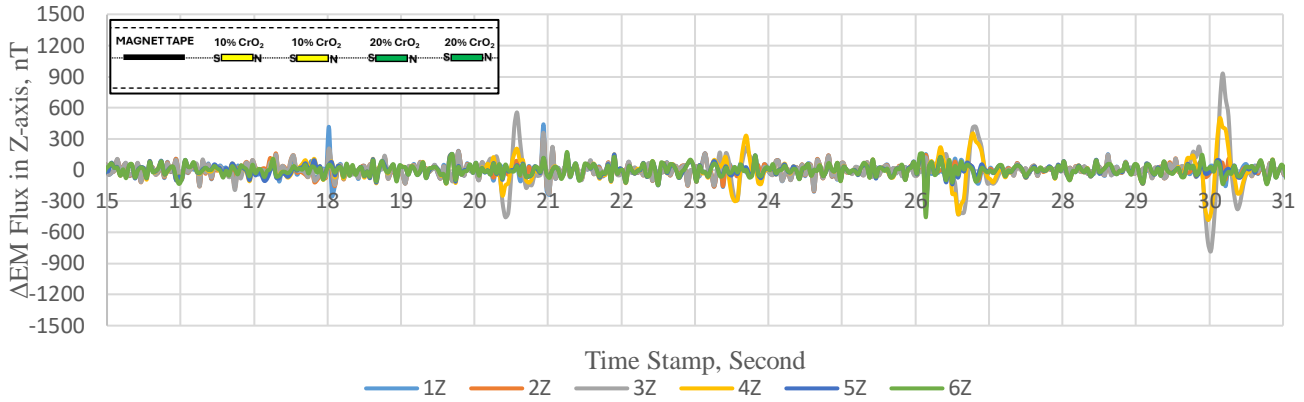 1500
1200
900
600
300
0
-300
-600
-900
-1200
-1500
ΔEM Flux in Z-axis, nT
MAGNET TAPE 10% CrO₂ 10% CrO₂ 20% CrO₂ 20% CrO₂
S N S N S N S N
15 16 17 18 19 20 21 22 23 24 25 26 27 28 29 30 31
Time Stamp, Second
1Z 2Z 3Z 4Z 5Z 6Z